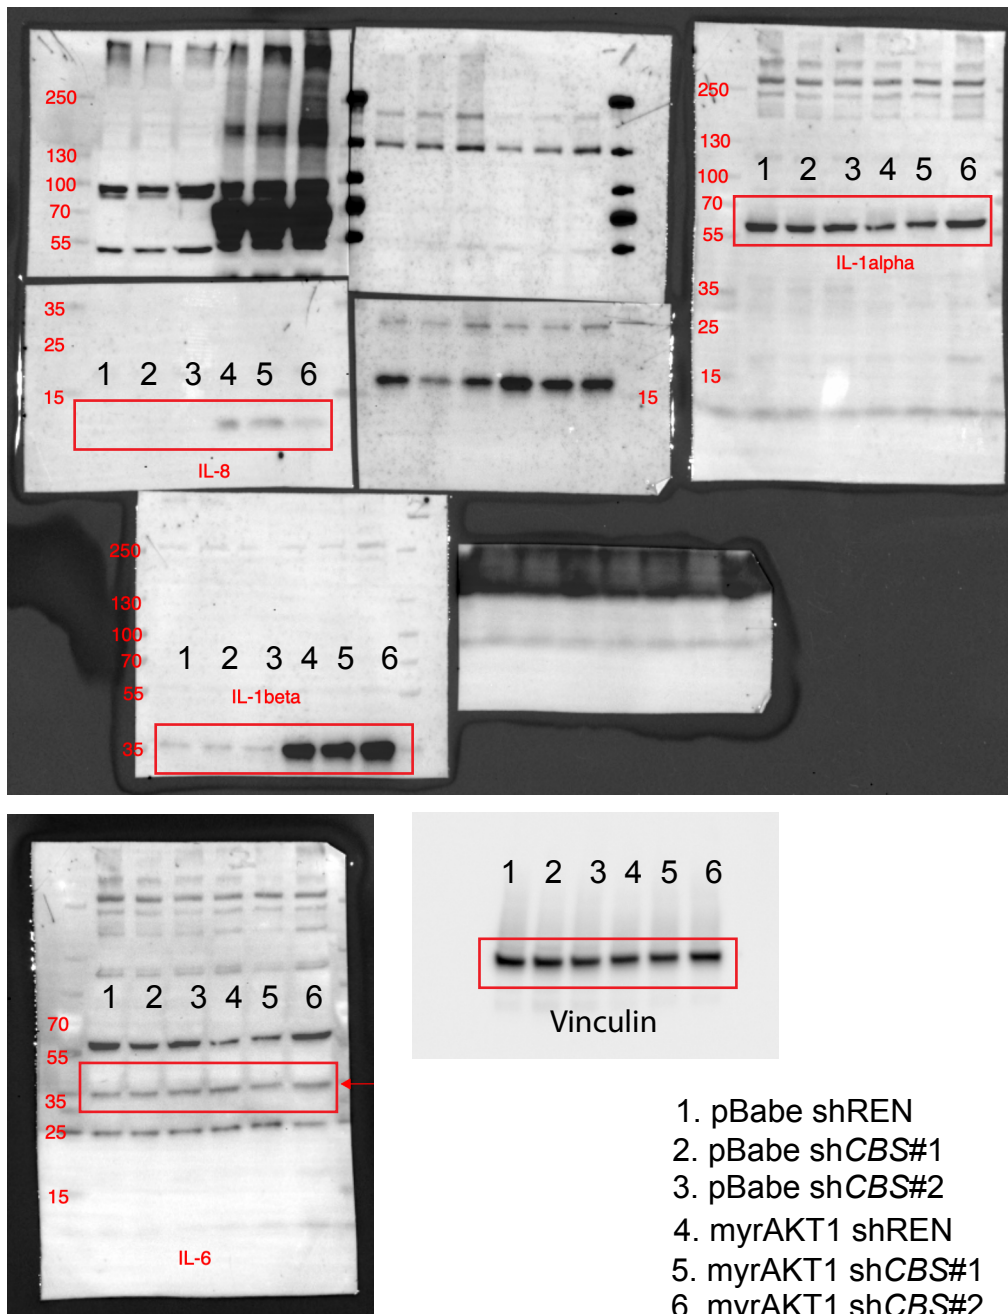 250
130
100
70
55
35
25
15
1 2 3 4 5 6
IL-8
15
250
130
100
70
55
35
25
15
1 2 3 4 5 6
IL-1alpha
250
130
100
70
55
35
1 2 3 4 5 6
IL-1beta
70
55
35
25
15
1 2 3 4 5 6
IL-6
1 2 3 4 5 6
Vinculin
1. pBabe shREN
2. pBabe shCBS#1
3. pBabe shCBS#2
4. myrAKT1 shREN
5. myrAKT1 shCBS#1
6. myrAKT1 shCBS#2